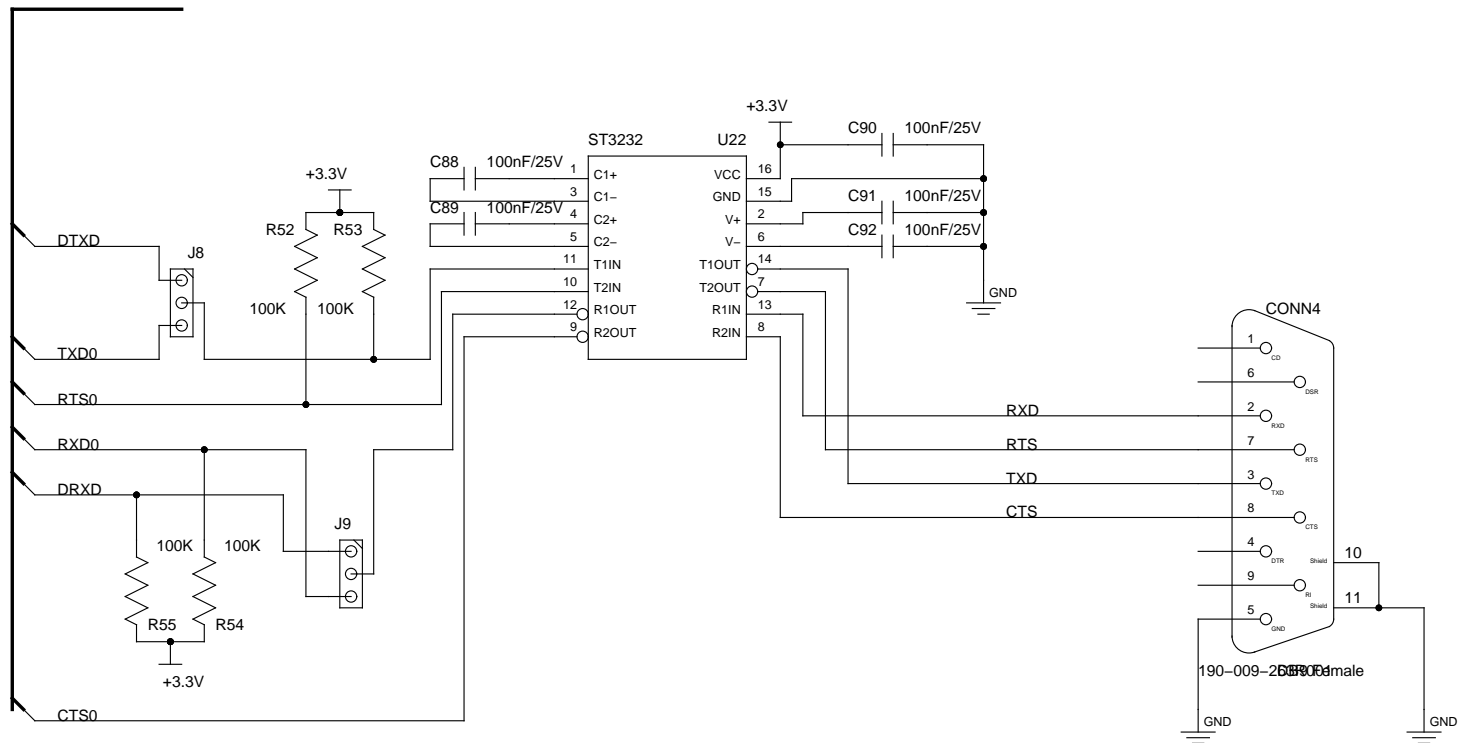 +3.3V
C90 100nF/25V
ST3232 U22
C88 100nF/25V
1 C1+ VCC 16
+3.3V
3 C1− GND 15
C89 100nF/25V
C91 100nF/25V
4 C2+ V+ 2
R52 R53
C92 100nF/25V
5 C2− V− 6
DTXD
J8
11 T1IN T1OUT 14
10 T2IN T2OUT 7
GND
100K 100K
12 R1OUT R1IN 13
9 R2OUT R2IN 8
CONN4
TXD0
1 CD
6 DSR
RTS0
RXD 2 RXD
RXD0
RTS 7 RTS
DRXD
TXD 3 TXD
CTS 8 CTS
J9
100K 100K
4 DTR
Shield 10
9 RI
Shield 11
5 GND
R55 R54
+3.3V
190−009−263R001
DB9 Female
CTS0
GND GND